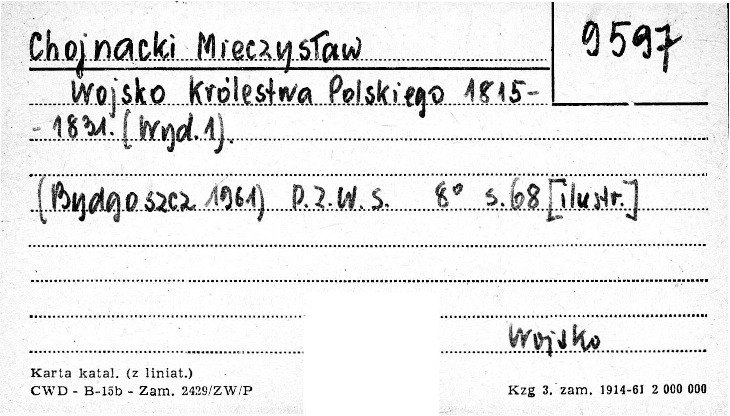 Chojnacki Mieczysław
9597
Wojsko Królestwa Polskiego 1815-
-1831. (Wyd. 1).
(Bydgoszcz 1961) P.Z.W.S. 8° s. 68 [ilustr.]
Wojsko
Karta katal. (z liniat.)
CWD - B-15b - Zam. 2429/ZW/P
Kzg 3. zam. 1914-61 2 000 000